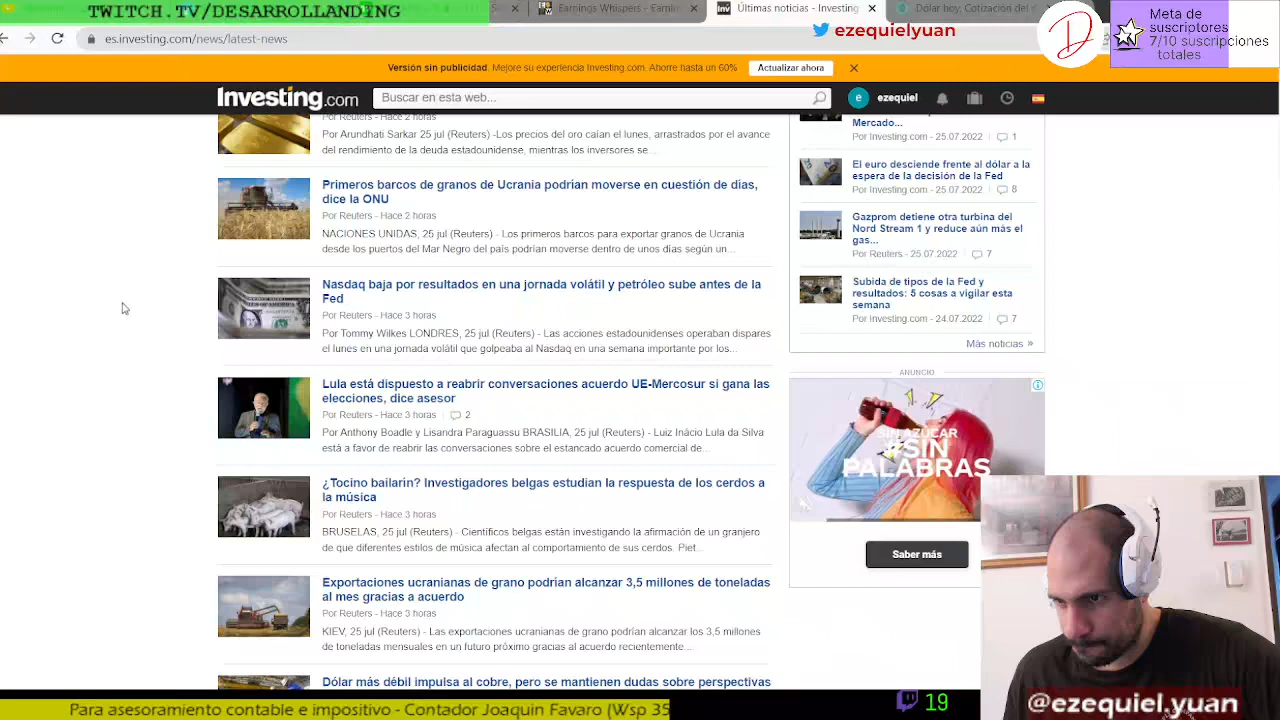 TWITCH.TV/DESARROLLANDING
Earnings Whispers - Earnin
Últimas noticias - Investing
Dólar hoy, Cotización del
ezequielyuan
Meta de
suscriptores
7/10 suscripciones
totales
es.investing.com/news/latest-news
Versión sin publicidad. Mejore su experiencia Investing.com. Ahorre hasta un 60%
Actualizar ahora
Investing.com
Buscar en esta web...
e
ezequiel
Por Reuters - Hace 2 horas
Por Arundhati Sarkar 25 jul (Reuters) -Los precios del oro caían el lunes, arrastrados por el avance
del rendimiento de la deuda estadounidense, mientras los inversores se...
Primeros barcos de granos de Ucrania podrían moverse en cuestión de días,
dice la ONU
Por Reuters - Hace 2 horas
NACIONES UNIDAS, 25 jul (Reuters) - Los primeros barcos para exportar granos de Ucrania
desde los puertos del Mar Negro del país podrían moverse dentro de unos días según un...
Nasdaq baja por resultados en una jornada volátil y petróleo sube antes de la
Fed
Por Reuters - Hace 3 horas
Por Tommy Wilkes LONDRES, 25 jul (Reuters) - Las acciones estadounidenses operaban dispares
el lunes en una jornada volátil que golpeaba al Nasdaq en una semana importante por los...
Lula está dispuesto a reabrir conversaciones acuerdo UE-Mercosur si gana las
elecciones, dice asesor
Por Reuters - Hace 3 horas 2
Por Anthony Boadle y Lisandra Paraguassu BRASILIA, 25 jul (Reuters) - Luiz Inácio Lula da Silva
está a favor de reabrir las conversaciones sobre el estancado acuerdo comercial de...
¿Tocino bailarín? Investigadores belgas estudian la respuesta de los cerdos a
la música
Por Reuters - Hace 3 horas
BRUSELAS, 25 jul (Reuters) - Científicos belgas están investigando la afirmación de un granjero
de que diferentes estilos de música afectan al comportamiento de sus cerdos. Piet...
Exportaciones ucranianas de grano podrían alcanzar 3,5 millones de toneladas
al mes gracias a acuerdo
Por Reuters - Hace 3 horas
KIEV, 25 jul (Reuters) - Las exportaciones ucranianas de grano podrían alcanzar los 3,5 millones
de toneladas mensuales en un futuro próximo gracias al acuerdo recientemente...
Dólar más débil impulsa al cobre, pero se mantienen dudas sobre perspectivas
Mercado...
Por Investing.com - 25.07.2022 1
El euro desciende frente al dólar a la
espera de la decisión de la Fed
Por Investing.com - 25.07.2022 8
Gazprom detiene otra turbina del
Nord Stream 1 y reduce aún más el
gas...
Por Reuters - 25.07.2022 7
Subida de tipos de la Fed y
resultados: 5 cosas a vigilar esta
semana
Por Investing.com - 24.07.2022 7
Más noticias »
ANUNCIO
SIN AZÚCAR
#SIN
PALABRAS
Saber más
Para asesoramiento contable e impositivo - Contador Joaquin Favaro (Wsp 35
19
@ezequiel.yuan